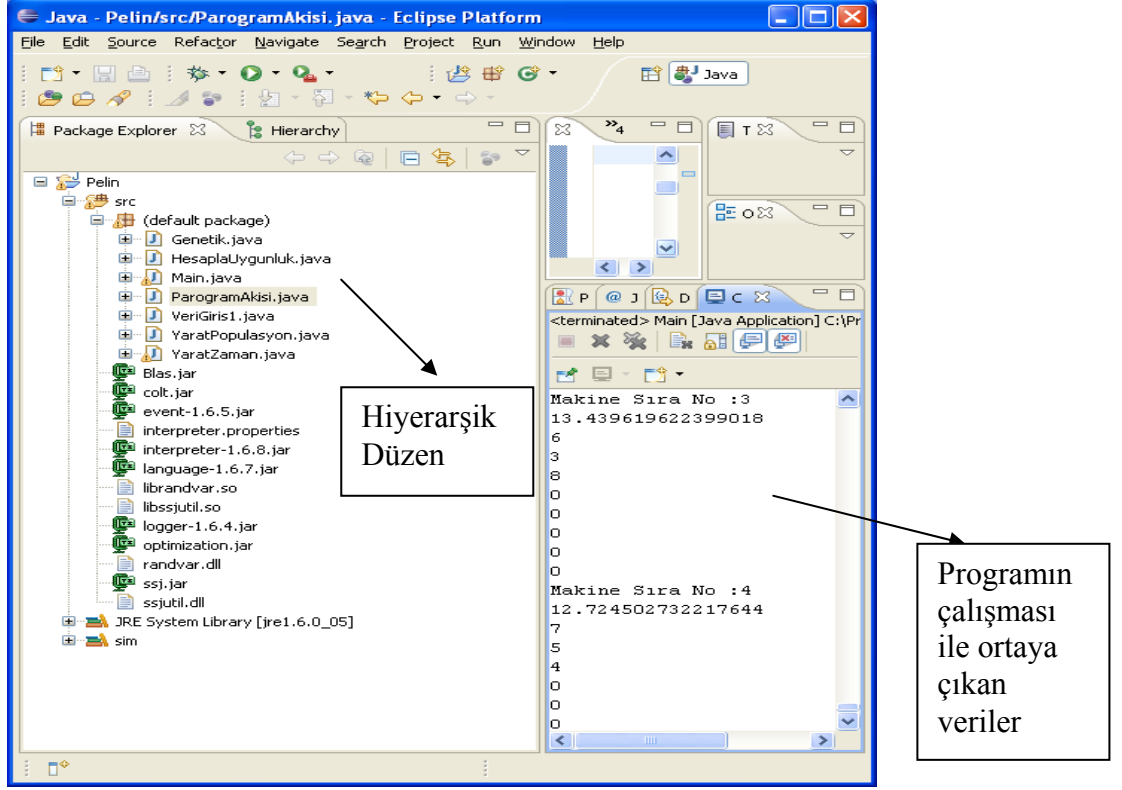 Java - Pelin/src/ParogramAkisi.java - Eclipse Platform
File Edit Source Refactor Navigate Search Project Run Window Help
Java
Package Explorer Hierarchy
Pelin
src
(default package)
Genetik.java
HesaplaUygunluk.java
Main.java
ParogramAkisi.java
VeriGiris1.java
YaratPopulasyon.java
YaratZaman.java
Blas.jar
colt.jar
event-1.6.5.jar
interpreter.properties
interpreter-1.6.8.jar
language-1.6.7.jar
librandvar.so
libssjutil.so
logger-1.6.4.jar
optimization.jar
randvar.dll
ssj.jar
ssjutil.dll
JRE System Library [jre1.6.0_05]
sim
Hiyerarşik
Düzen
»4
T
O
P @ J D C
<terminated> Main [Java Application] C:\Pr
Makine Sıra No :3
13.439619622399018
6
3
8
0
0
0
0
0
Makine Sıra No :4
12.724502732217644
7
5
4
0
0
0
Programın
çalışması
ile ortaya
çıkan
veriler